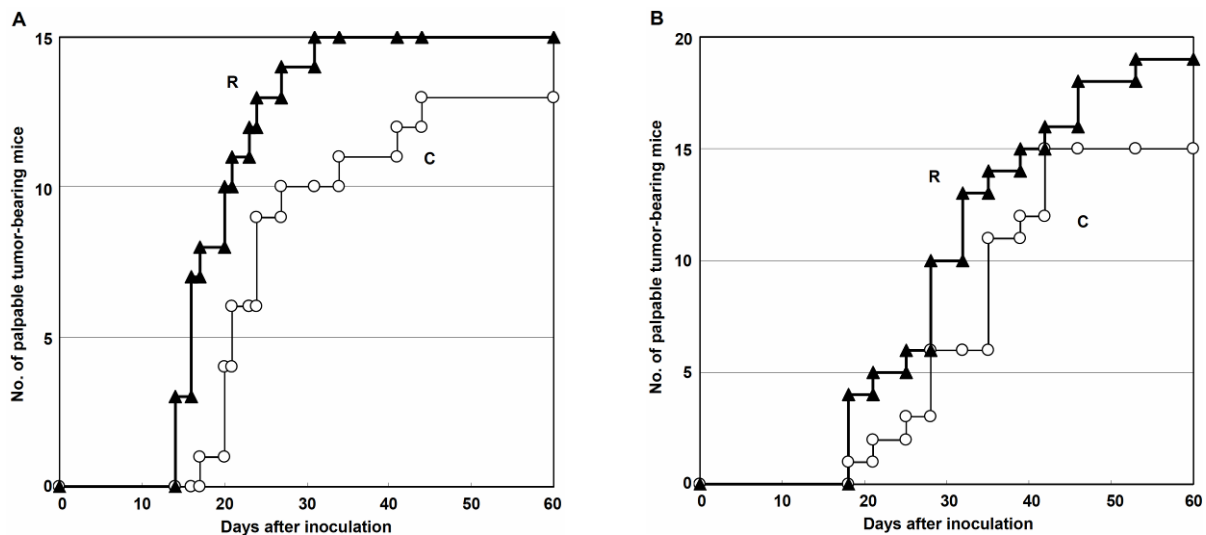 A
No. of palpable tumor-bearing mice
15
10
5
0
R
C
0 10 20 30 40 50 60
Days after inoculation
B
No. of palpable tumor-bearing mice
20
15
10
5
0
R
C
0 10 20 30 40 50 60
Days after inoculation